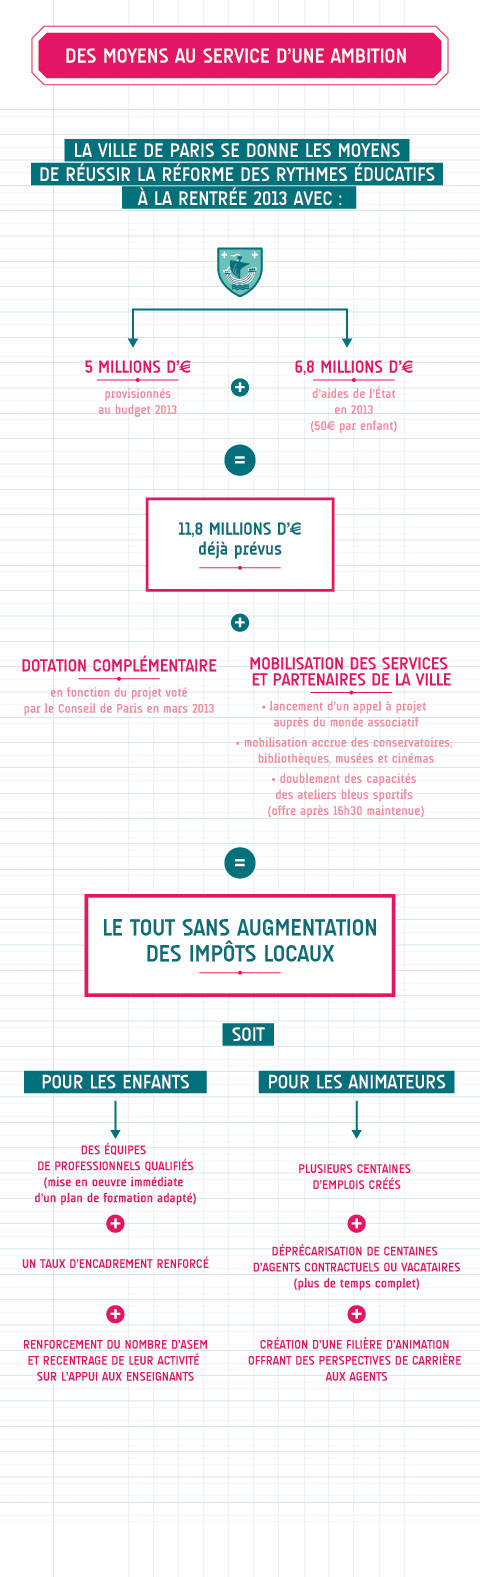 DES MOYENS AU SERVICE D'UNE AMBITION
LA VILLE DE PARIS SE DONNE LES MOYENS
DE RÉUSSIR LA RÉFORME DES RYTHMES ÉDUCATIFS
À LA RENTRÉE 2013 AVEC :
5 MILLIONS D'€
provisionnés
au budget 2013
+
6,8 MILLIONS D'€
d'aides de l'État
en 2013
(50€ par enfant)
=
11,8 MILLIONS D'€
déjà prévus
+
DOTATION COMPLÉMENTAIRE
en fonction du projet voté
par le Conseil de Paris en mars 2013
MOBILISATION DES SERVICES
ET PARTENAIRES DE LA VILLE
• lancement d'un appel à projet
auprès du monde associatif
• mobilisation accrue des conservatoires,
bibliothèques, musées et cinémas
• doublement des capacités
des ateliers bleus sportifs
(offre après 16h30 maintenue)
=
LE TOUT SANS AUGMENTATION
DES IMPÔTS LOCAUX
SOIT
POUR LES ENFANTS
DES ÉQUIPES
DE PROFESSIONNELS QUALIFIÉS
(mise en oeuvre immédiate
d'un plan de formation adapté)
+
UN TAUX D'ENCADREMENT RENFORCÉ
+
RENFORCEMENT DU NOMBRE D'ASEM
ET RECENTRAGE DE LEUR ACTIVITÉ
SUR L'APPUI AUX ENSEIGNANTS
POUR LES ANIMATEURS
PLUSIEURS CENTAINES
D'EMPLOIS CRÉÉS
+
DÉPRÉCARISATION DE CENTAINES
D'AGENTS CONTRACTUELS OU VACATAIRES
(plus de temps complet)
+
CRÉATION D'UNE FILIÈRE D'ANIMATION
OFFRANT DES PERSPECTIVES DE CARRIÈRE
AUX AGENTS